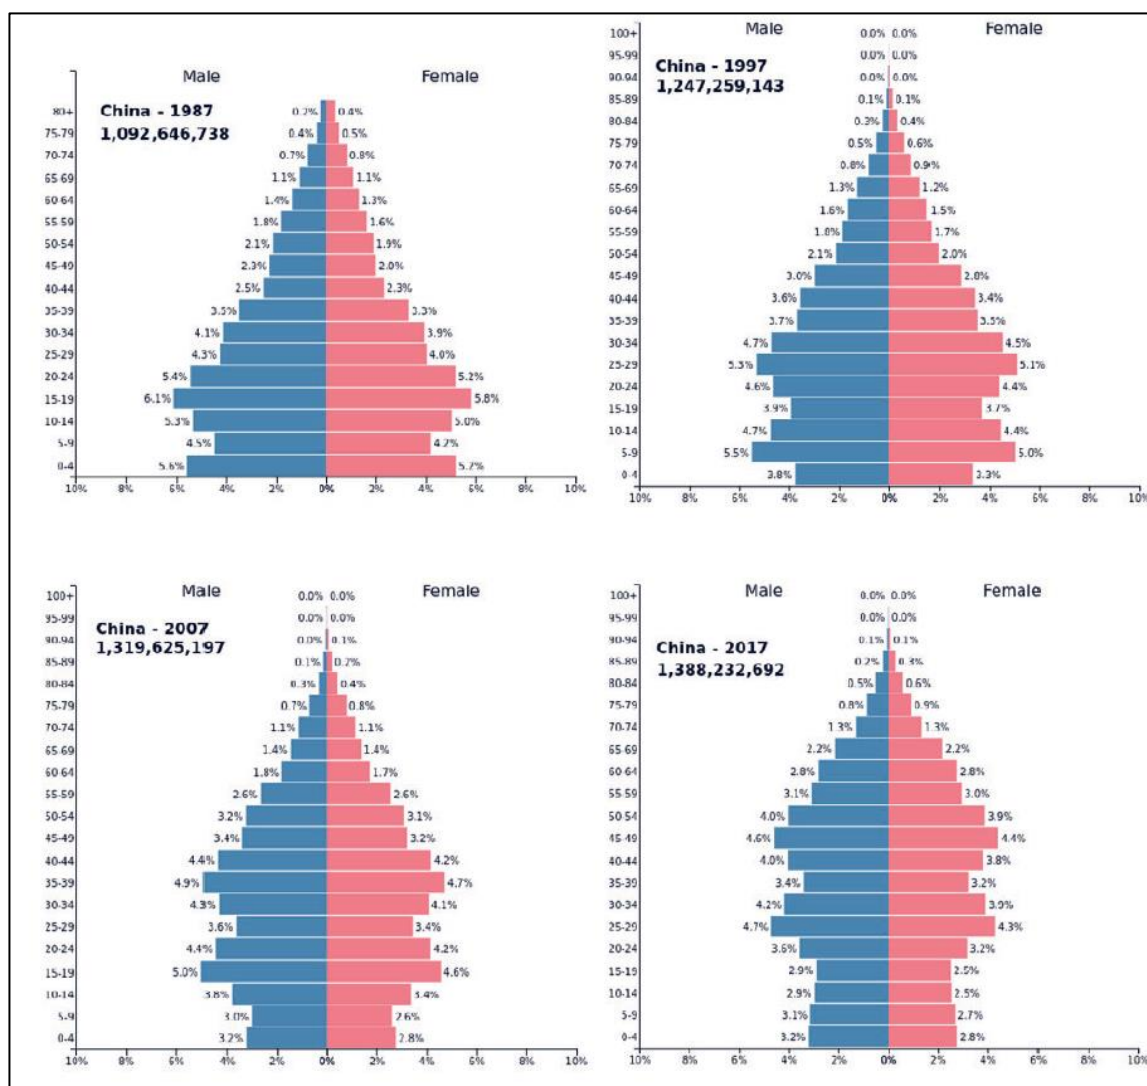 Male Female
China - 1987
1,092,646,738
80+ 0.2% 0.4%
75-79 0.4% 0.5%
70-74 0.7% 0.8%
65-69 1.1% 1.1%
60-64 1.4% 1.3%
55-59 1.8% 1.6%
50-54 2.1% 1.9%
45-49 2.3% 2.0%
40-44 2.5% 2.3%
35-39 3.5% 3.3%
30-34 4.1% 3.9%
25-29 4.3% 4.0%
20-24 5.4% 5.2%
15-19 6.1% 5.8%
10-14 5.3% 5.0%
5-9 4.5% 4.2%
0-4 5.6% 5.2%
10% 8% 6% 4% 2% 0% 2% 4% 6% 8% 10%
Male Female
China - 1997
1,247,259,143
100+ 0.0% 0.0%
95-99 0.0% 0.0%
90-94 0.0% 0.0%
85-89 0.1% 0.1%
80-84 0.3% 0.4%
75-79 0.5% 0.6%
70-74 0.8% 0.9%
65-69 1.3% 1.2%
60-64 1.6% 1.5%
55-59 1.8% 1.7%
50-54 2.1% 2.0%
45-49 3.0% 2.8%
40-44 3.6% 3.4%
35-39 3.7% 3.5%
30-34 4.7% 4.5%
25-29 5.3% 5.1%
20-24 4.6% 4.4%
15-19 3.9% 3.7%
10-14 4.7% 4.4%
5-9 5.5% 5.0%
0-4 3.8% 3.3%
10% 8% 6% 4% 2% 0% 2% 4% 6% 8% 10%
Male Female
China - 2007
1,319,625,197
100+ 0.0% 0.0%
95-99 0.0% 0.0%
90-94 0.0% 0.1%
85-89 0.1% 0.2%
80-84 0.3% 0.4%
75-79 0.7% 0.8%
70-74 1.1% 1.1%
65-69 1.4% 1.4%
60-64 1.8% 1.7%
55-59 2.6% 2.6%
50-54 3.2% 3.1%
45-49 3.4% 3.2%
40-44 4.4% 4.2%
35-39 4.9% 4.7%
30-34 4.3% 4.1%
25-29 3.6% 3.4%
20-24 4.4% 4.2%
15-19 5.0% 4.6%
10-14 3.8% 3.4%
5-9 3.0% 2.6%
0-4 3.2% 2.8%
10% 8% 6% 4% 2% 0% 2% 4% 6% 8% 10%
Male Female
China - 2017
1,388,232,692
100+ 0.0% 0.0%
95-99 0.0% 0.0%
90-94 0.1% 0.1%
85-89 0.2% 0.3%
80-84 0.5% 0.6%
75-79 0.8% 0.9%
70-74 1.3% 1.3%
65-69 2.2% 2.2%
60-64 2.8% 2.8%
55-59 3.1% 3.0%
50-54 4.0% 3.9%
45-49 4.6% 4.4%
40-44 4.0% 3.8%
35-39 3.4% 3.2%
30-34 4.2% 3.9%
25-29 4.7% 4.3%
20-24 3.6% 3.2%
15-19 2.9% 2.5%
10-14 2.9% 2.5%
5-9 3.1% 2.7%
0-4 3.2% 2.8%
10% 8% 6% 4% 2% 0% 2% 4% 6% 8% 10%